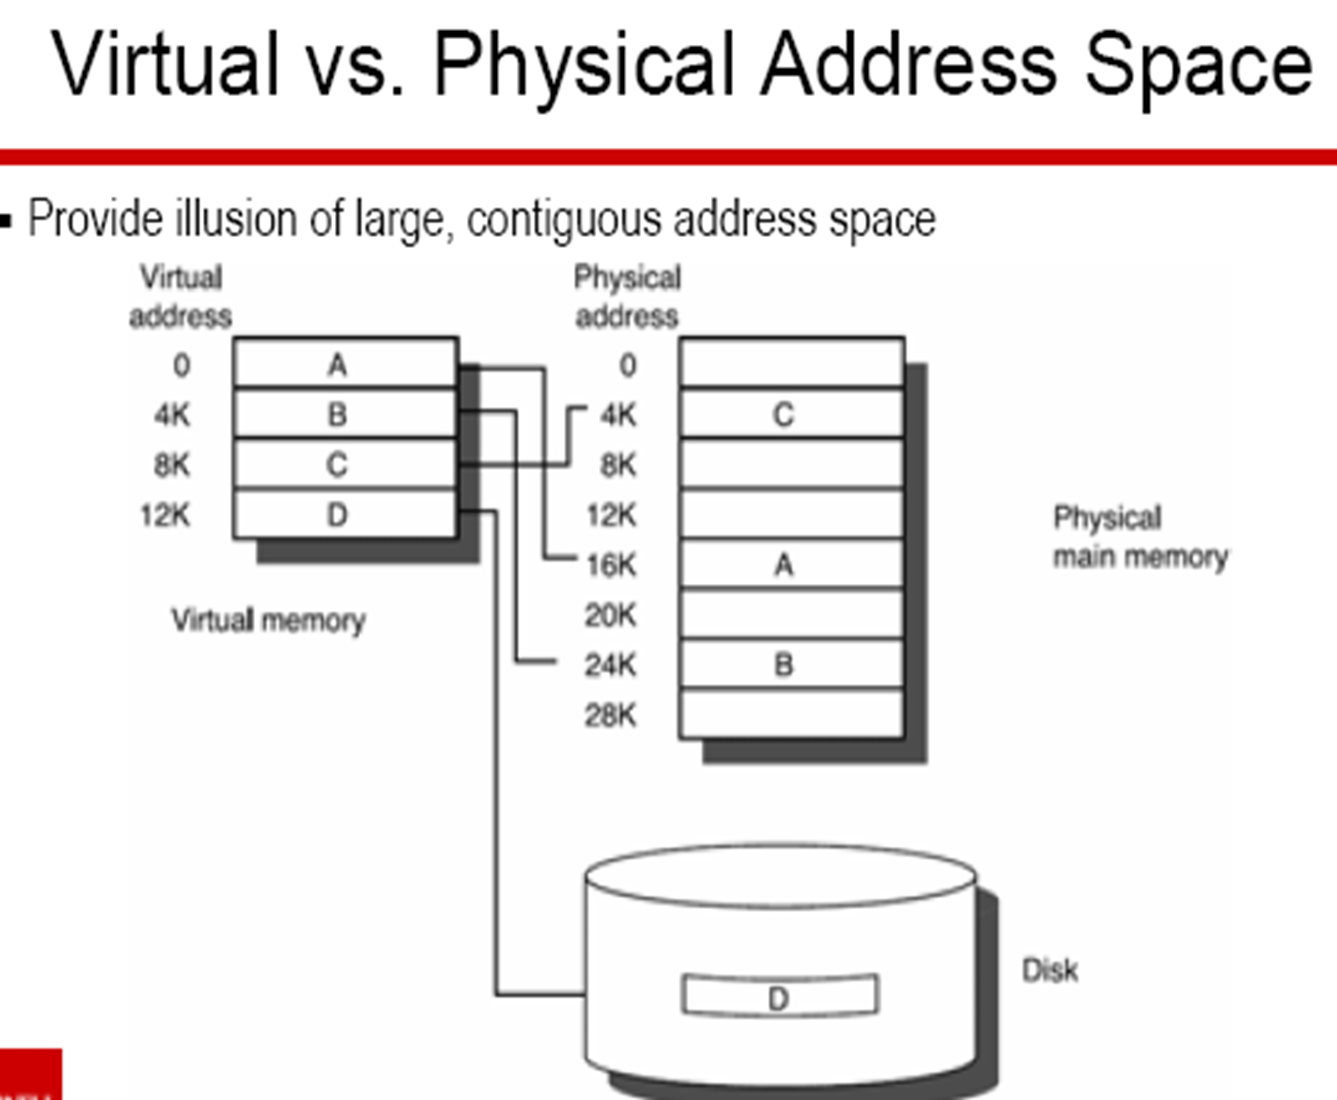 Virtual vs. Physical Address Space
Provide illusion of large, contiguous address space
Virtual
address
0 A
4K B
8K C
12K D
Virtual memory
Physical
address
0
4K C
8K
12K
16K A
20K
24K B
28K
Physical
main memory
D
Disk